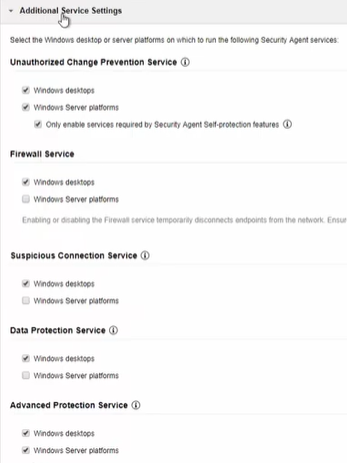 Additional Service Settings
Select the Windows desktop or server platforms on which to run the following Security Agent services:
Unauthorized Change Prevention Service
Windows desktops
Windows Server platforms
Only enable services required by Security Agent Self-protection features
Firewall Service
Windows desktops
Windows Server platforms
Enabling or disabling the Firewall service temporarily disconnects endpoints from the network. Ensur
Suspicious Connection Service
Windows desktops
Windows Server platforms
Data Protection Service
Windows desktops
Windows Server platforms
Advanced Protection Service
Windows desktops
Windows Server platforms